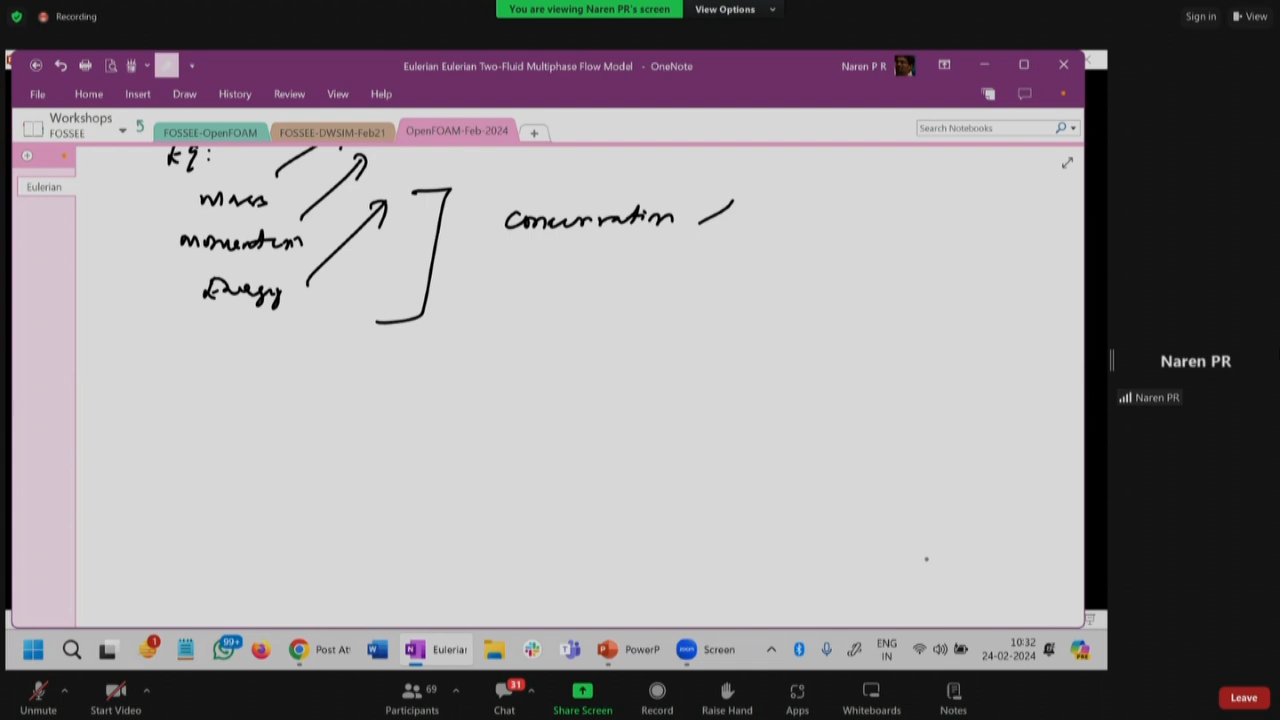 Recording
You are viewing Naren PR's screen
View Options
Sign in
View
Eulerian Eulerian Two-Fluid Multiphase Flow Model - OneNote
Naren P R
File Home Insert Draw History Review View Help
Workshops
FOSSEE
FOSSEE-OpenFOAM
FOSSEE-DWSIM-Feb21
OpenFOAM-Feb-2024
Search Notebooks
Eulerian
Eq:
mass
momentum
Energy
conservation
Naren PR
Naren PR
1
99+
Post At
Eulerian
PowerP
Screen
ENG
IN
10:32
24-02-2024
Unmute
Start Video
69
Participants
31
Chat
Share Screen
Record
Raise Hand
Apps
Whiteboards
Notes
Leave